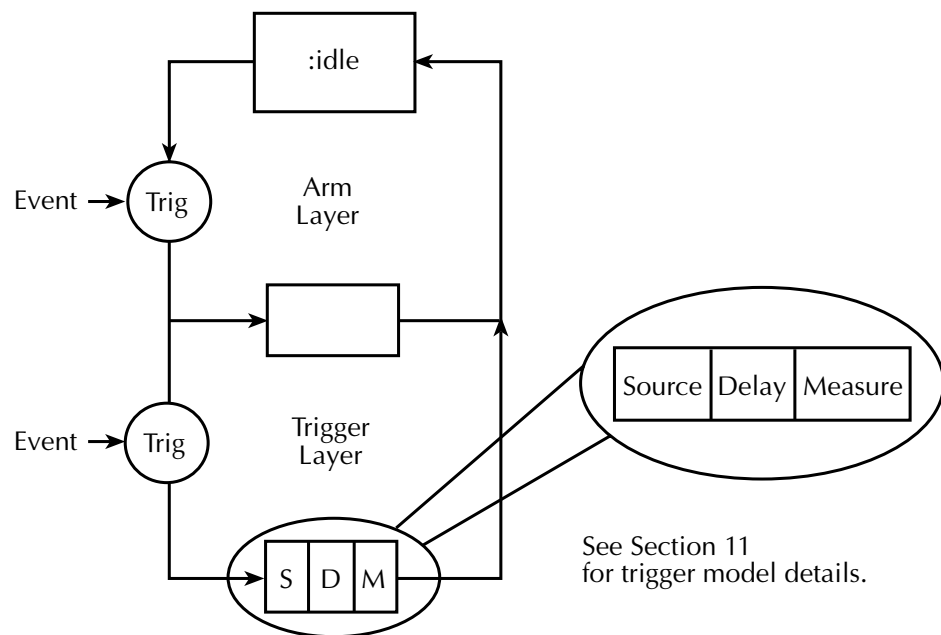 :idle
Event
Trig
Arm
Layer
Source
Delay
Measure
Event
Trig
Trigger
Layer
S
D
M
See Section 11
for trigger model details.